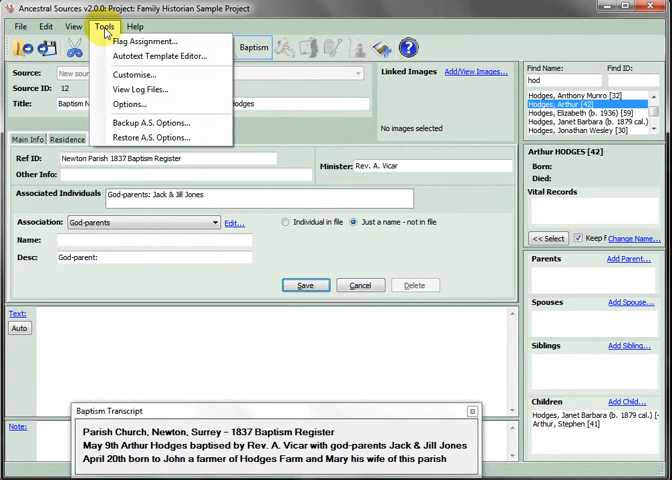 Ancestral Sources v2.0.0: Project: Family Historian Sample Project
File Edit View Tools Help
Baptism
Flag Assignment...
Autotext Template Editor...
Customise...
View Log Files...
Options...
Backup A.S. Options...
Restore A.S. Options...
Source: New sour
Source ID: 12
Title: Baptism N
Hodges
Linked Images Add/View Images...
No images selected
Find Name: Find ID:
hod
Hodges, Anthony Munro [32]
Hodges, Arthur [42]
Hodges, Elizabeth (b. 1936) [59]
Hodges, Janet Barbara (b. 1879 cal.)
Hodges, Jonathan Wesley [30]
Main Info Residence
Ref ID: Newton Parish 1837 Baptism Register
Other Info:
Minister: Rev. A. Vicar
Associated Individuals God-parents: Jack & Jill Jones
Association: God-parents Edit... Individual in file Just a name - not in file
Name:
Desc: God-parent:
Save Cancel Delete
Arthur HODGES [42]
Born:
Died:
Vital Records
<< Select Keep F Change Name...
Parents Add Parent...
Spouses Add Spouse...
Siblings Add Sibling...
Children Add Child...
Hodges, Janet Barbara (b. 1879 ca
Arthur, Stephen [41]
Text:
Auto
Note:
Baptism Transcript
Parish Church, Newton, Surrey – 1837 Baptism Register
May 9th Arthur Hodges baptised by Rev. A. Vicar with god-parents Jack & Jill Jones
April 20th born to John a farmer of Hodges Farm and Mary his wife of this parish